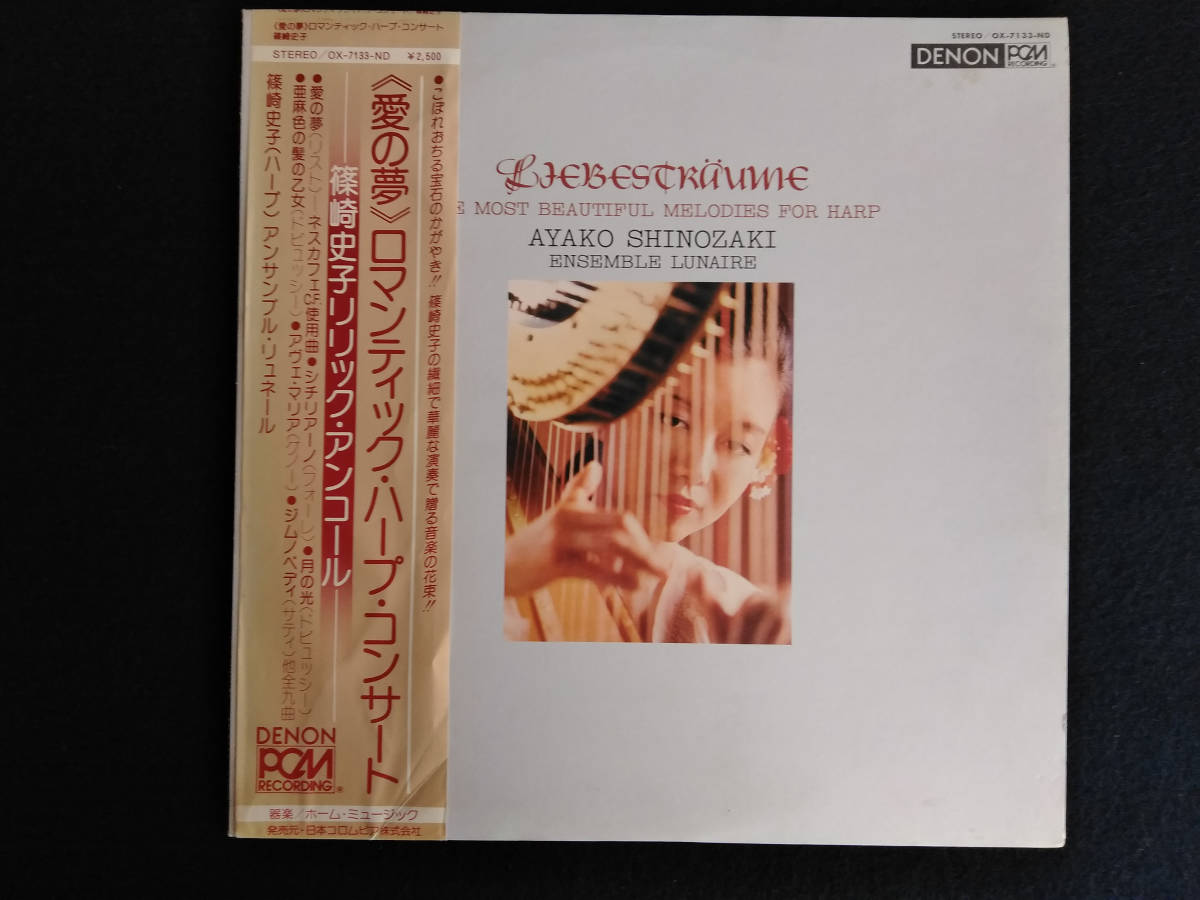 《愛の夢》ロマンティック・ハープ・コンサート
篠崎史子
STEREO/OX-7133-ND ¥2,500
●こぼれおちる宝石のかがやき!! 篠崎史子の繊細で華麗な演奏で贈る音楽の花束!!
《愛の夢》ロマンティック・ハープ・コンサート
篠崎史子リリック・アンコール
●愛の夢(リスト)—ネスカフェC.F.使用曲●シチリアーノ(フォーレ)●月の光(ドビュッシー)
●亜麻色の髪の乙女(ドビュッシー)●アヴェ・マリア(グノー)●ジムノペディ(サティ)他全九曲
篠崎史子(ハープ) アンサンブル・リュネール
DENON
PCM
RECORDING®
器楽/ホーム・ミュージック
発売元・日本コロムビア株式会社
STEREO/OX-7133-ND
DENON PCM
RECORDING®
LIEBESTRÄUME
E MOST BEAUTIFUL MELODIES FOR HARP
AYAKO SHINOZAKI
ENSEMBLE LUNAIRE